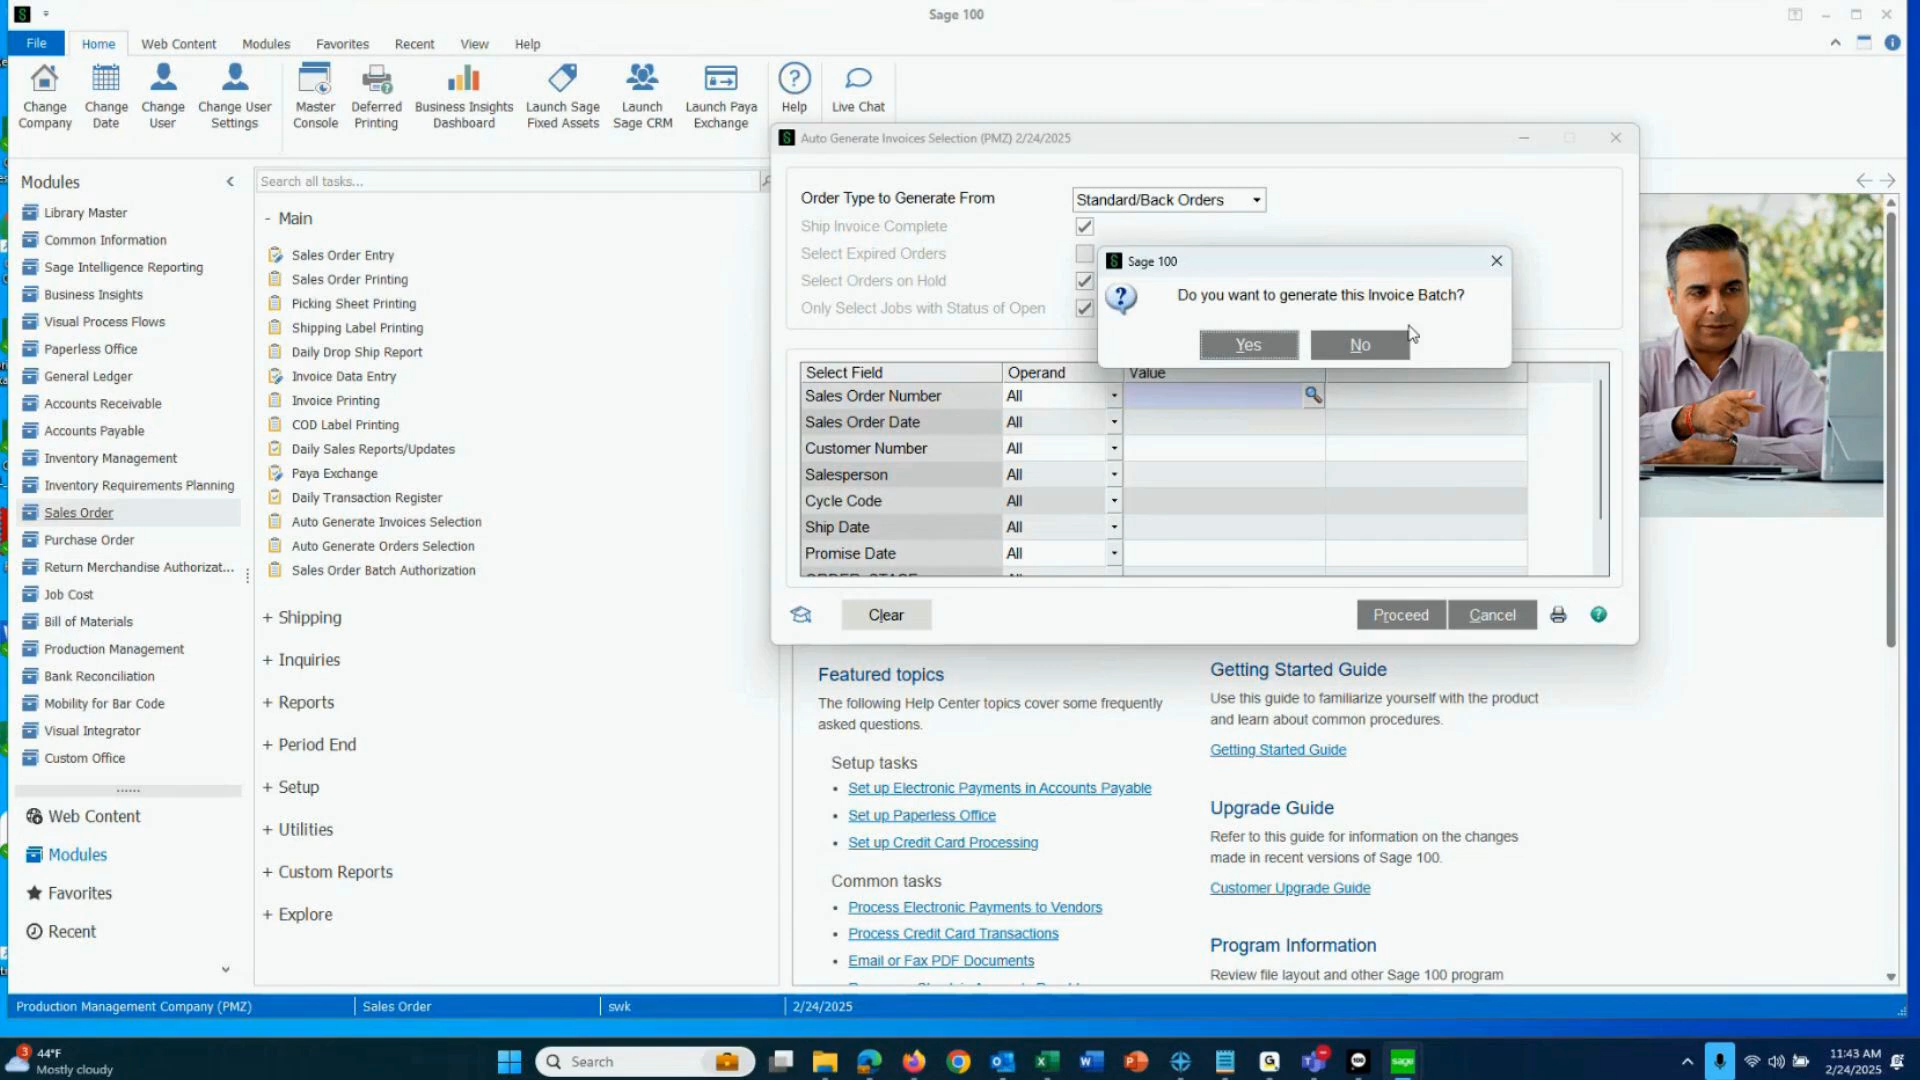 Sage 100
File
Home
Web Content
Modules
Favorites
Recent
View
Help
Change
Company
Change
Date
Change
User
Change User
Settings
Master
Console
Deferred
Printing
Business Insights
Dashboard
Launch Sage
Fixed Assets
Launch
Sage CRM
Launch Paya
Exchange
Help
Live Chat
Modules
Library Master
Common Information
Sage Intelligence Reporting
Business Insights
Visual Process Flows
Paperless Office
General Ledger
Accounts Receivable
Accounts Payable
Inventory Management
Inventory Requirements Planning
Sales Order
Purchase Order
Return Merchandise Authorizat...
Job Cost
Bill of Materials
Production Management
Bank Reconciliation
Mobility for Bar Code
Visual Integrator
Custom Office
Web Content
Modules
Favorites
Recent
Search all tasks...
- Main
Sales Order Entry
Sales Order Printing
Picking Sheet Printing
Shipping Label Printing
Daily Drop Ship Report
Invoice Data Entry
Invoice Printing
COD Label Printing
Daily Sales Reports/Updates
Paya Exchange
Daily Transaction Register
Auto Generate Invoices Selection
Auto Generate Orders Selection
Sales Order Batch Authorization
+ Shipping
+ Inquiries
+ Reports
+ Period End
+ Setup
+ Utilities
+ Custom Reports
+ Explore
Auto Generate Invoices Selection (PMZ) 2/24/2025
Order Type to Generate From Standard/Back Orders
Ship Invoice Complete
Select Expired Orders
Select Orders on Hold
Only Select Jobs with Status of Open
Sage 100
Do you want to generate this Invoice Batch?
Yes No
Select Field Operand Value
Sales Order Number All
Sales Order Date All
Customer Number All
Salesperson All
Cycle Code All
Ship Date All
Promise Date All
Clear Proceed Cancel
Featured topics
The following Help Center topics cover some frequently
asked questions.
Setup tasks
• Set up Electronic Payments in Accounts Payable
• Set up Paperless Office
• Set up Credit Card Processing
Common tasks
• Process Electronic Payments to Vendors
• Process Credit Card Transactions
• Email or Fax PDF Documents
Getting Started Guide
Use this guide to familiarize yourself with the product
and learn about common procedures.
Getting Started Guide
Upgrade Guide
Refer to this guide for information on the changes
made in recent versions of Sage 100.
Customer Upgrade Guide
Program Information
Review file layout and other Sage 100 program
Production Management Company (PMZ) Sales Order swk 2/24/2025
3
44°F
Mostly cloudy
Search
sage
11:43 AM
2/24/2025